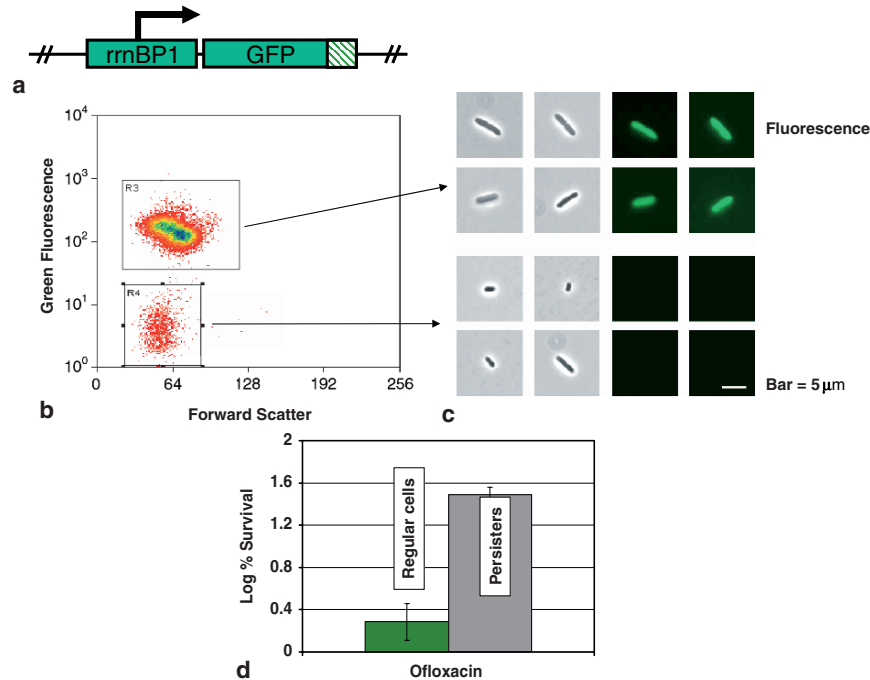 rrnBP1 GFP
a
10⁴
10³
10²
10¹
10⁰
Green Fluorescence
R3
R4
0 64 128 192 256
Forward Scatter
b
Fluorescence
Bar = 5 μm
c
2
1.6
1.2
0.8
0.4
0
Log % Survival
Regular cells
Persisters
Ofloxacin
d